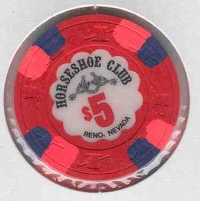 HORSESHOE CLUB
$5
RENO, NEVADA